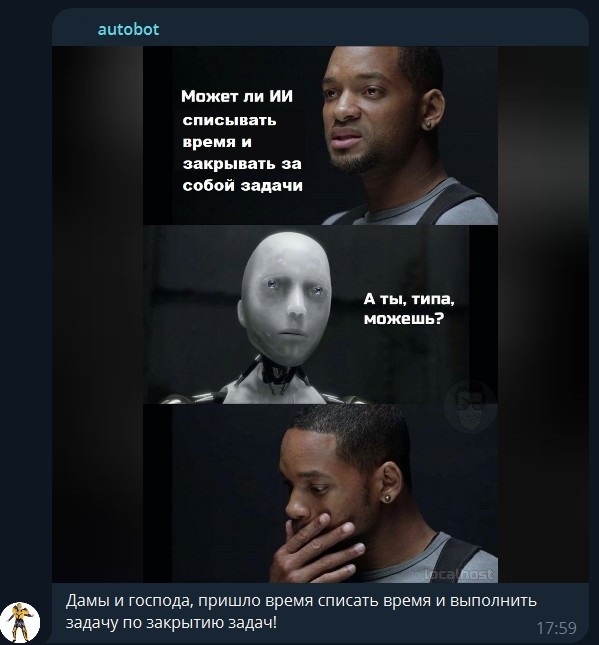 autobot
Может ли ИИ
списывать
время и
закрывать за
собой задачи
А ты, типа,
можешь?
localhost
Дамы и господа, пришло время списать время и выполнить
задачу по закрытию задач!
17:59